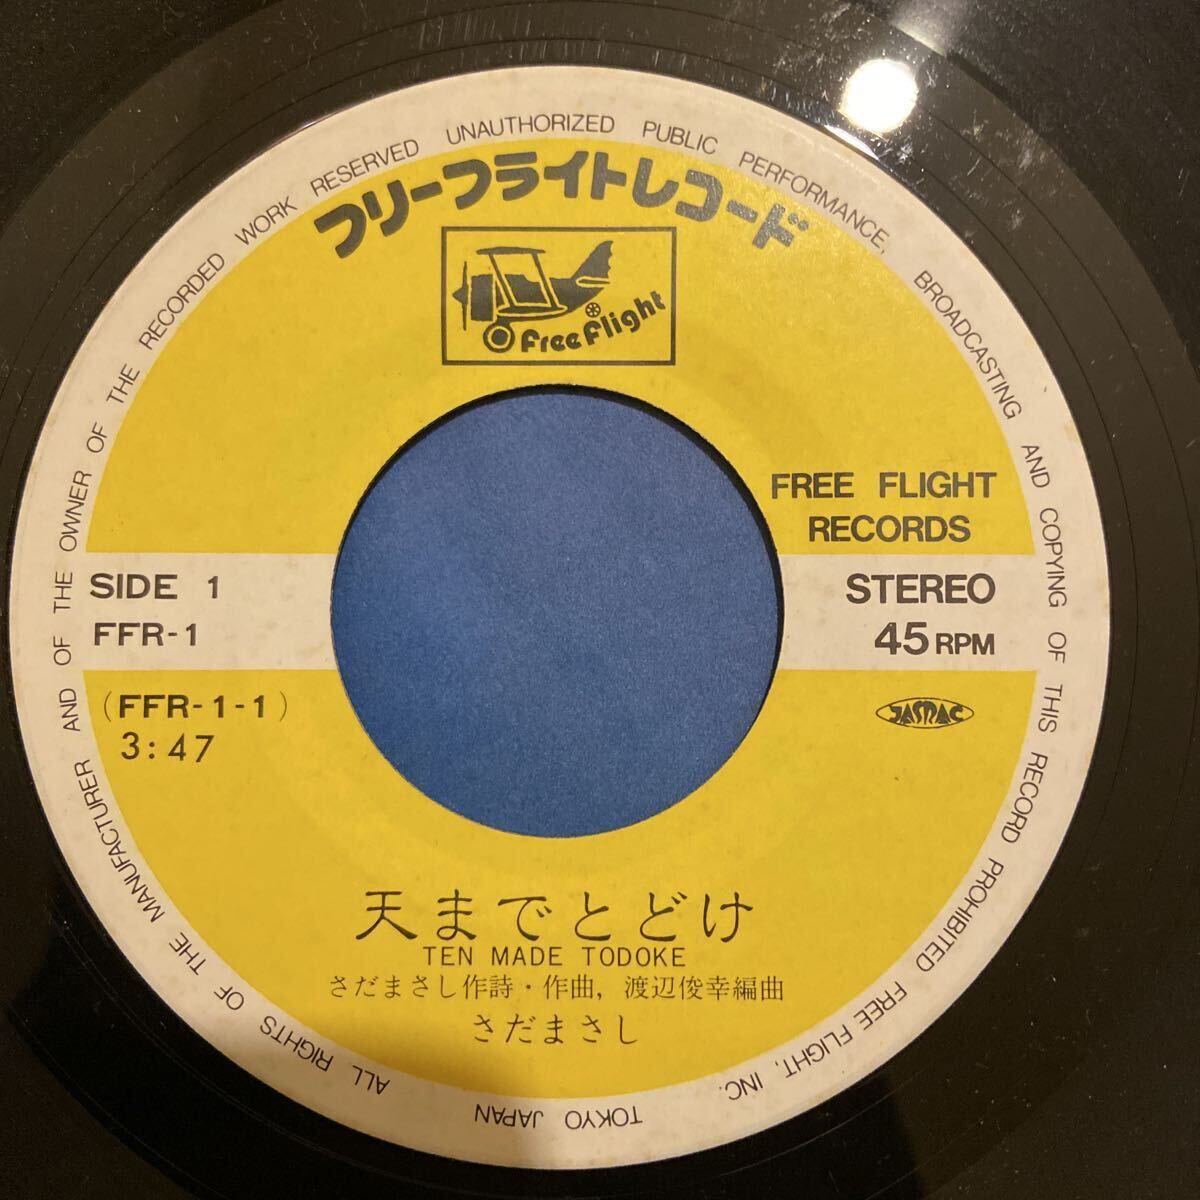 ALL RIGHTS OF THE MANUFACTURER AND OF THE OWNER OF THE RECORDED WORK RESERVED UNAUTHORIZED PUBLIC PERFORMANCE, BROADCASTING AND COPYING OF THIS RECORD PROHIBITED FREE FLIGHT, INC. TOKYO JAPAN
フリーフライトレコード
free flight
FREE FLIGHT
RECORDS
SIDE 1
FFR-1
STEREO
45 RPM
(FFR-1-1)
3:47
JASRAC
天までとどけ
TEN MADE TODOKE
さだまさし作詩・作曲, 渡辺俊幸編曲
さだまさし